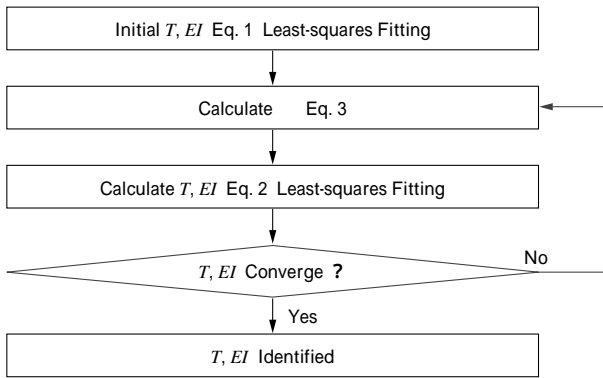 Initial T, EI Eq. 1 Least-squares Fitting
Calculate Eq. 3
Calculate T, EI Eq. 2 Least-squares Fitting
T, EI Converge ?
No
Yes
T, EI Identified